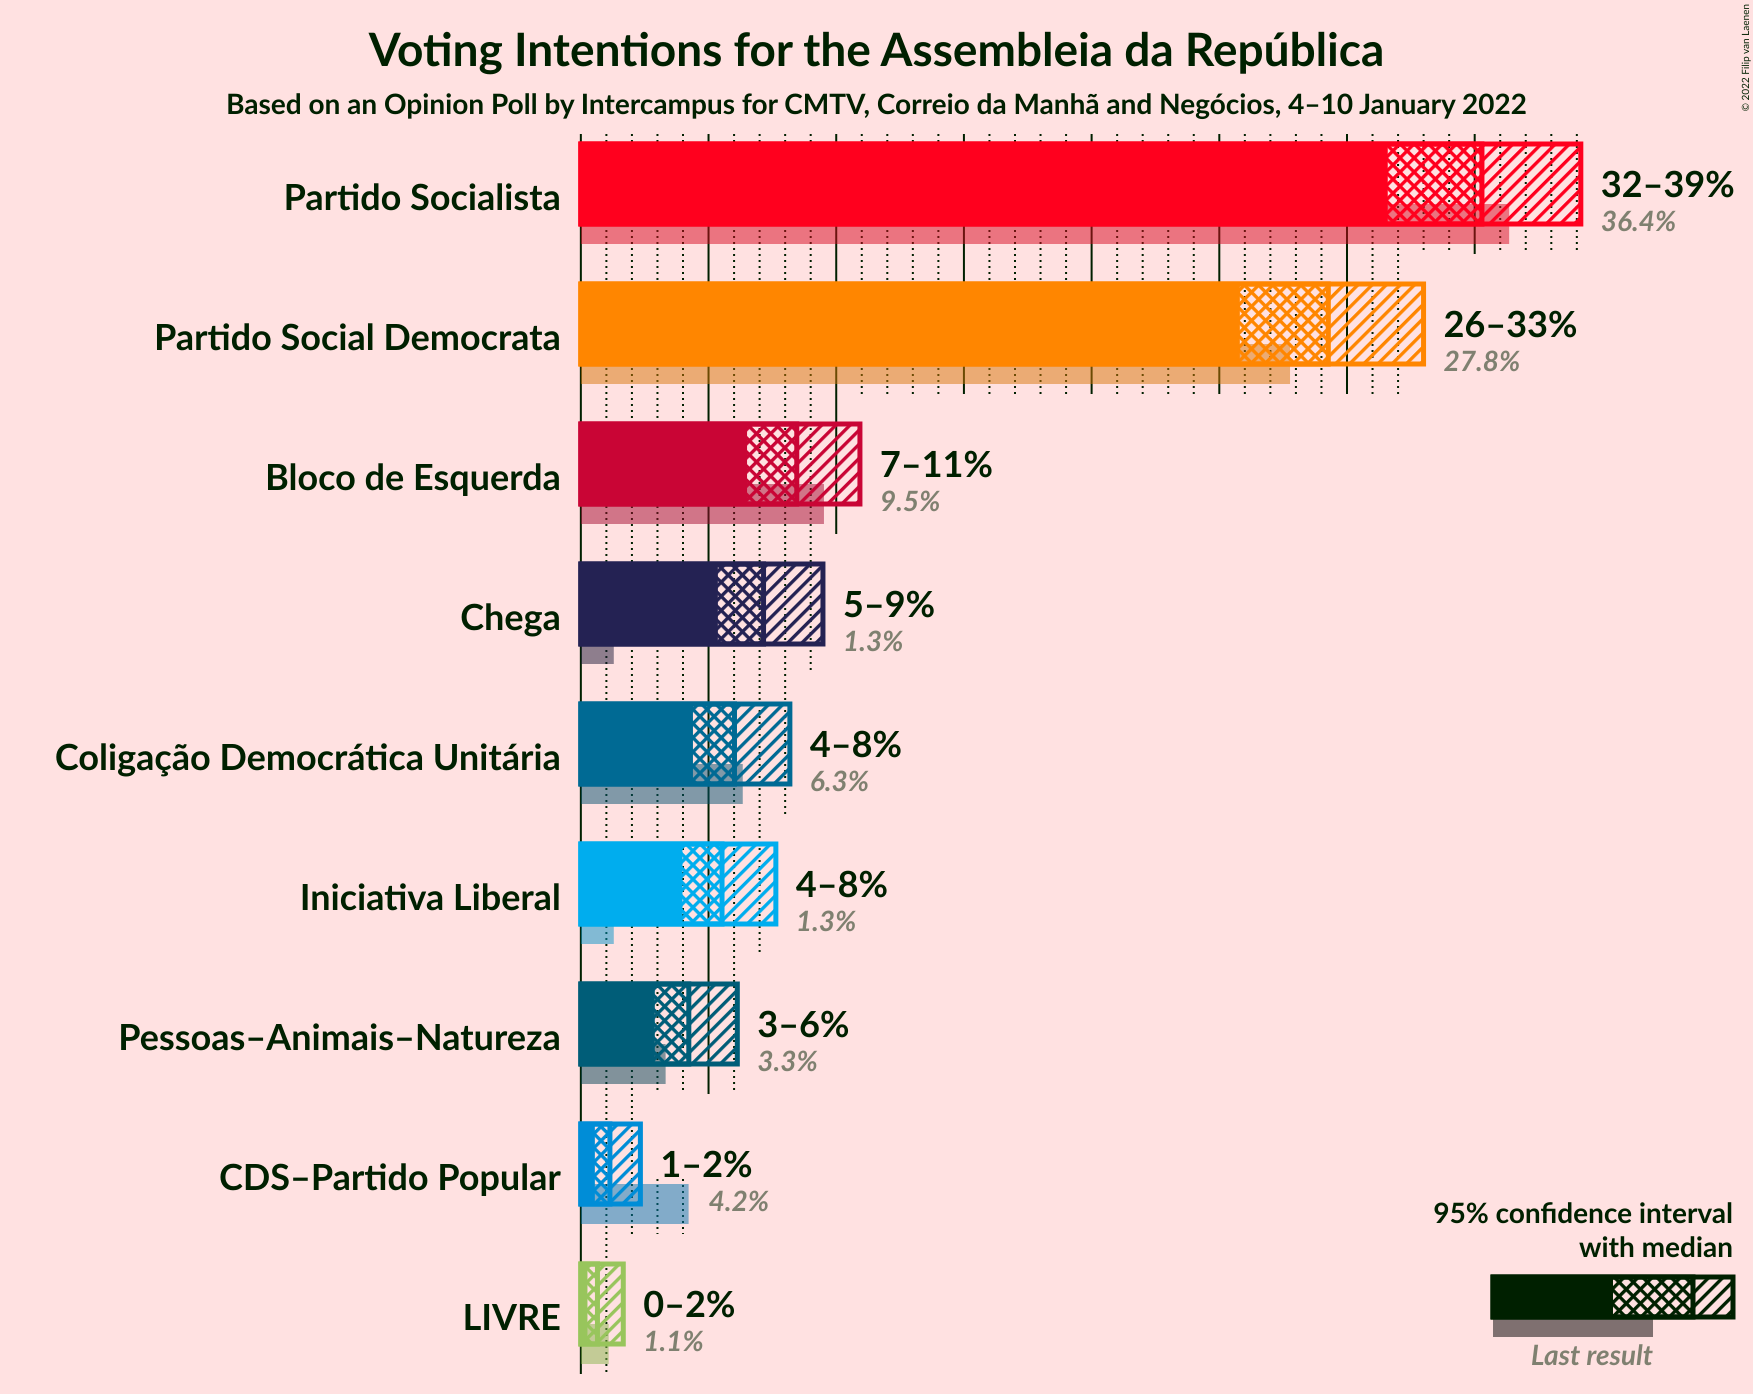 Voting Intentions for the Assembleia da República
Based on an Opinion Poll by Intercampus for CMTV, Correio da Manhã and Negócios, 4–10 January 2022
© 2022 Filip van Laenen
Partido Socialista
32–39%
36.4%
Partido Social Democrata
26–33%
27.8%
Bloco de Esquerda
7–11%
9.5%
Chega
5–9%
1.3%
Coligação Democrática Unitária
4–8%
6.3%
Iniciativa Liberal
4–8%
1.3%
Pessoas–Animais–Natureza
3–6%
3.3%
CDS–Partido Popular
1–2%
4.2%
LIVRE
0–2%
1.1%
95% confidence interval
with median
Last result